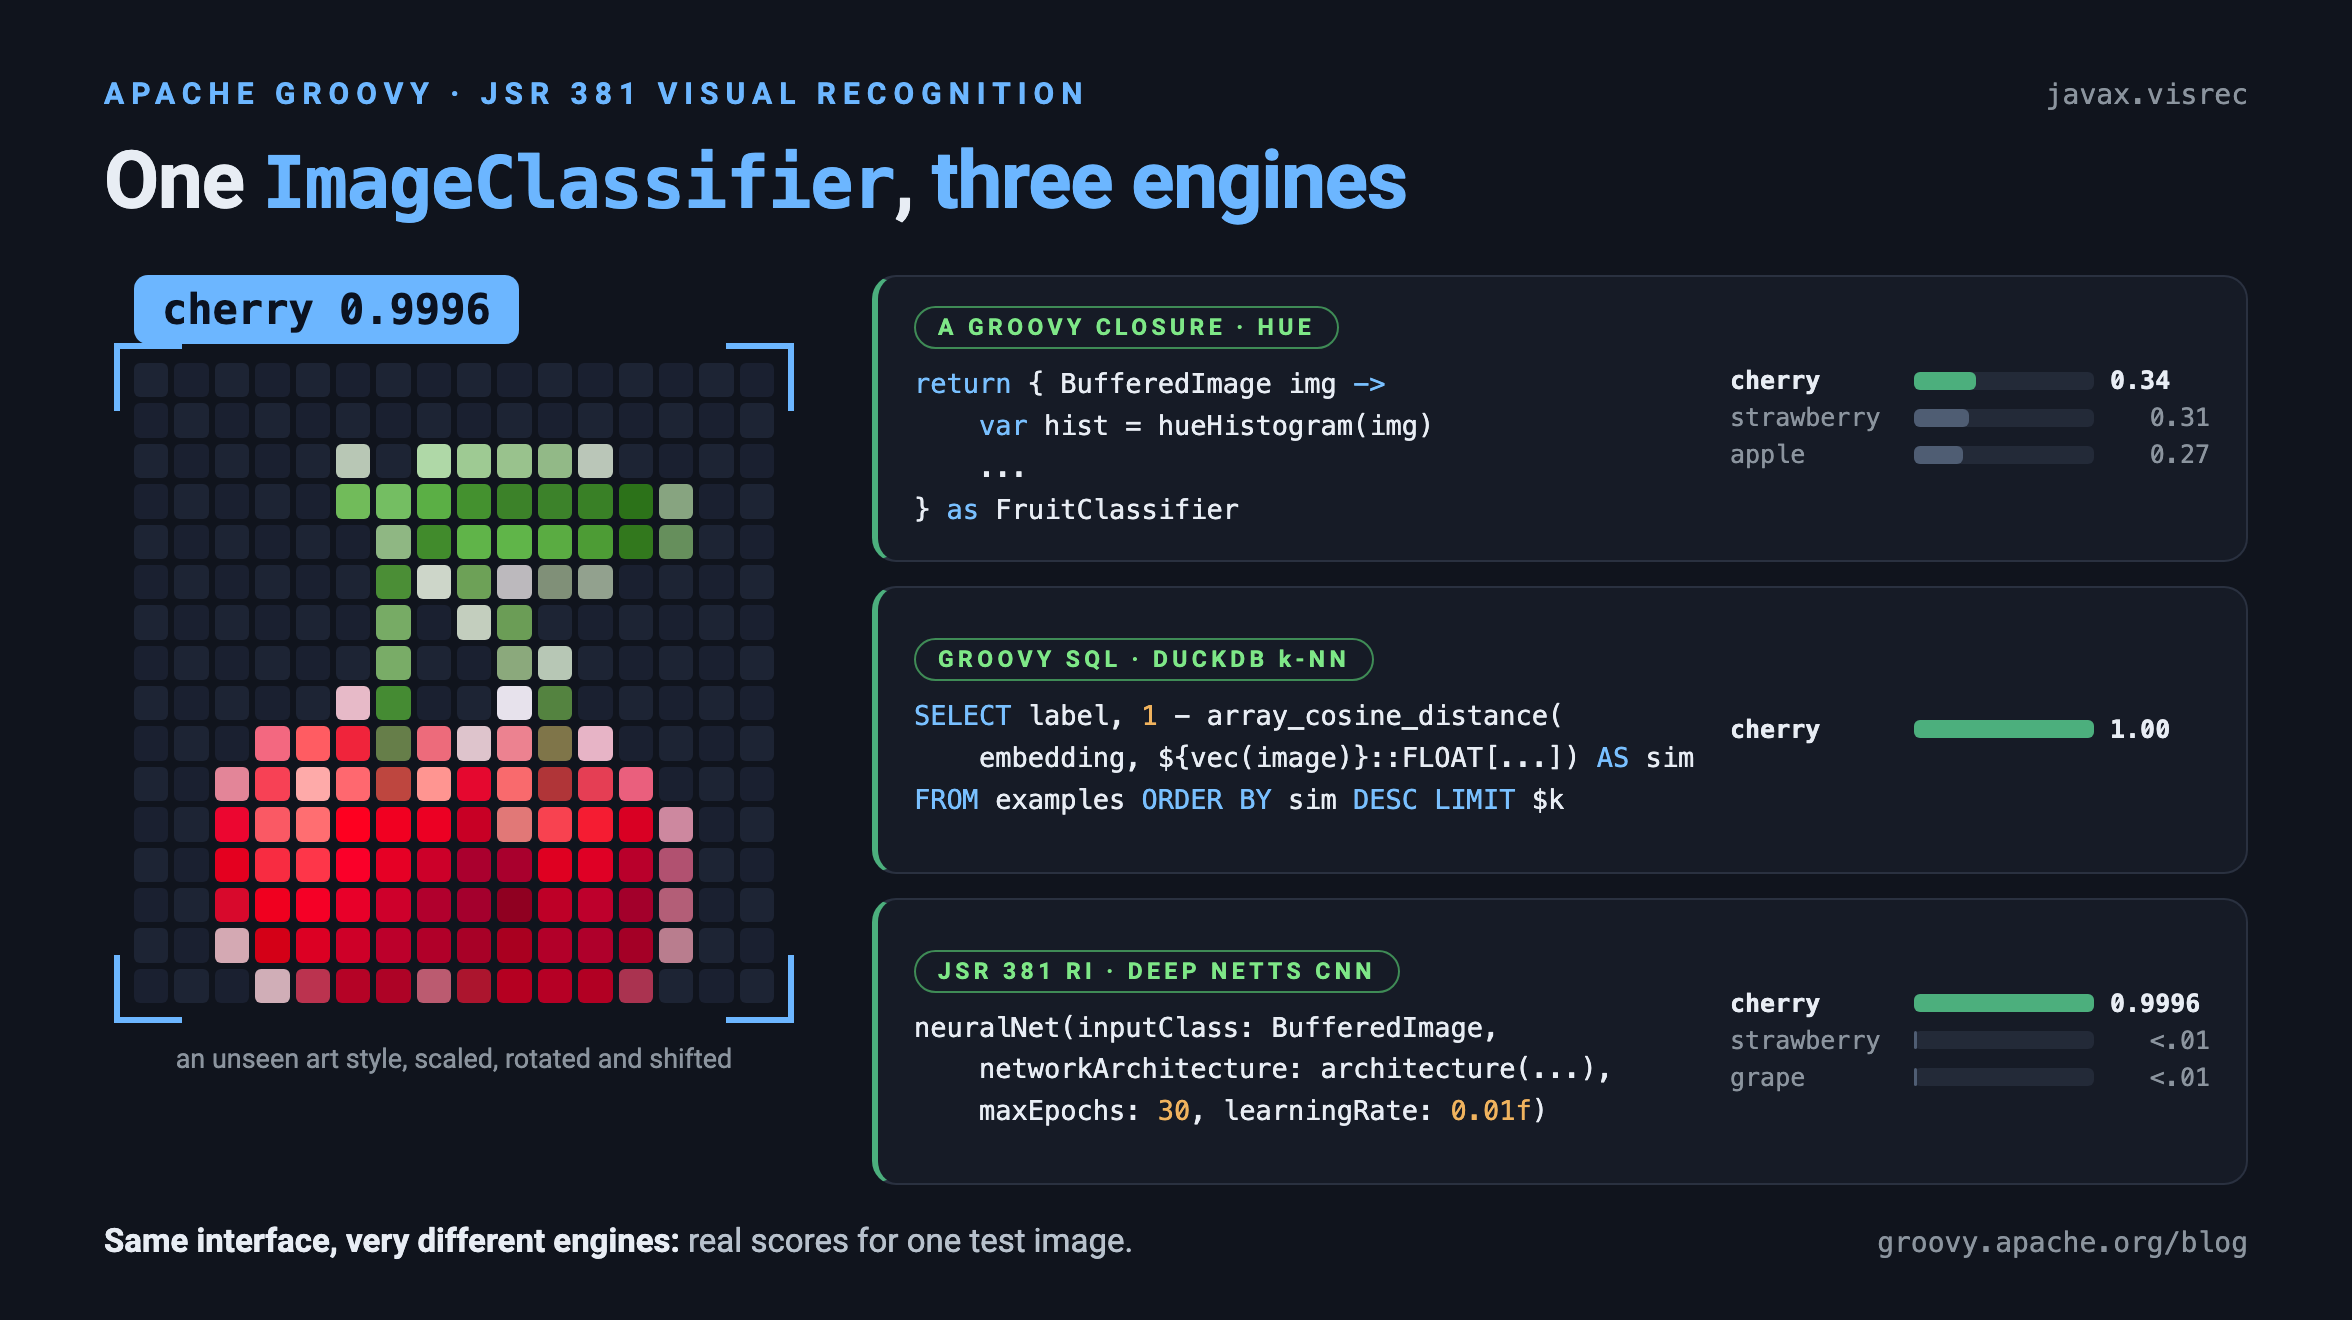 APACHE GROOVY · JSR 381 VISUAL RECOGNITION
javax.visrec
One ImageClassifier, three engines
cherry 0.9996
an unseen art style, scaled, rotated and shifted
A GROOVY CLOSURE · HUE
return { BufferedImage img ->
    var hist = hueHistogram(img)
    ...
} as FruitClassifier
cherry 0.34
strawberry 0.31
apple 0.27
GROOVY SQL · DUCKDB k-NN
SELECT label, 1 - array_cosine_distance(
    embedding, ${vec(image)}::FLOAT[...]) AS sim
FROM examples ORDER BY sim DESC LIMIT $k
cherry 1.00
JSR 381 RI · DEEP NETTS CNN
neuralNet(inputClass: BufferedImage,
    networkArchitecture: architecture(...),
    maxEpochs: 30, learningRate: 0.01f)
cherry 0.9996
strawberry <.01
grape <.01
Same interface, very different engines: real scores for one test image.
groovy.apache.org/blog